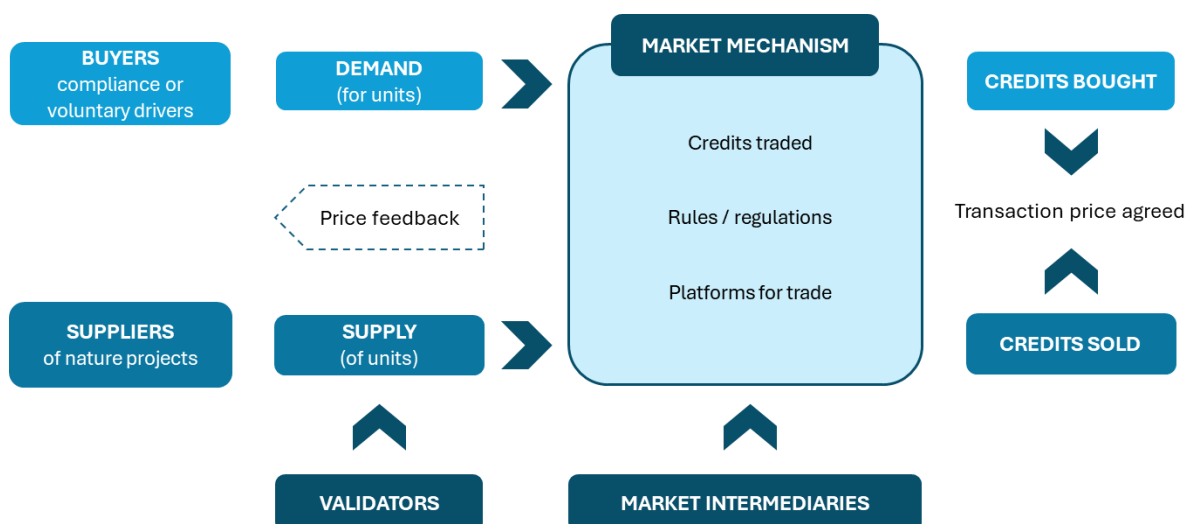 BUYERS
compliance or
voluntary drivers
DEMAND
(for units)
MARKET MECHANISM
Credits traded
Rules / regulations
Platforms for trade
CREDITS BOUGHT
Transaction price agreed
Price feedback
SUPPLIERS
of nature projects
SUPPLY
(of units)
CREDITS SOLD
VALIDATORS
MARKET INTERMEDIARIES